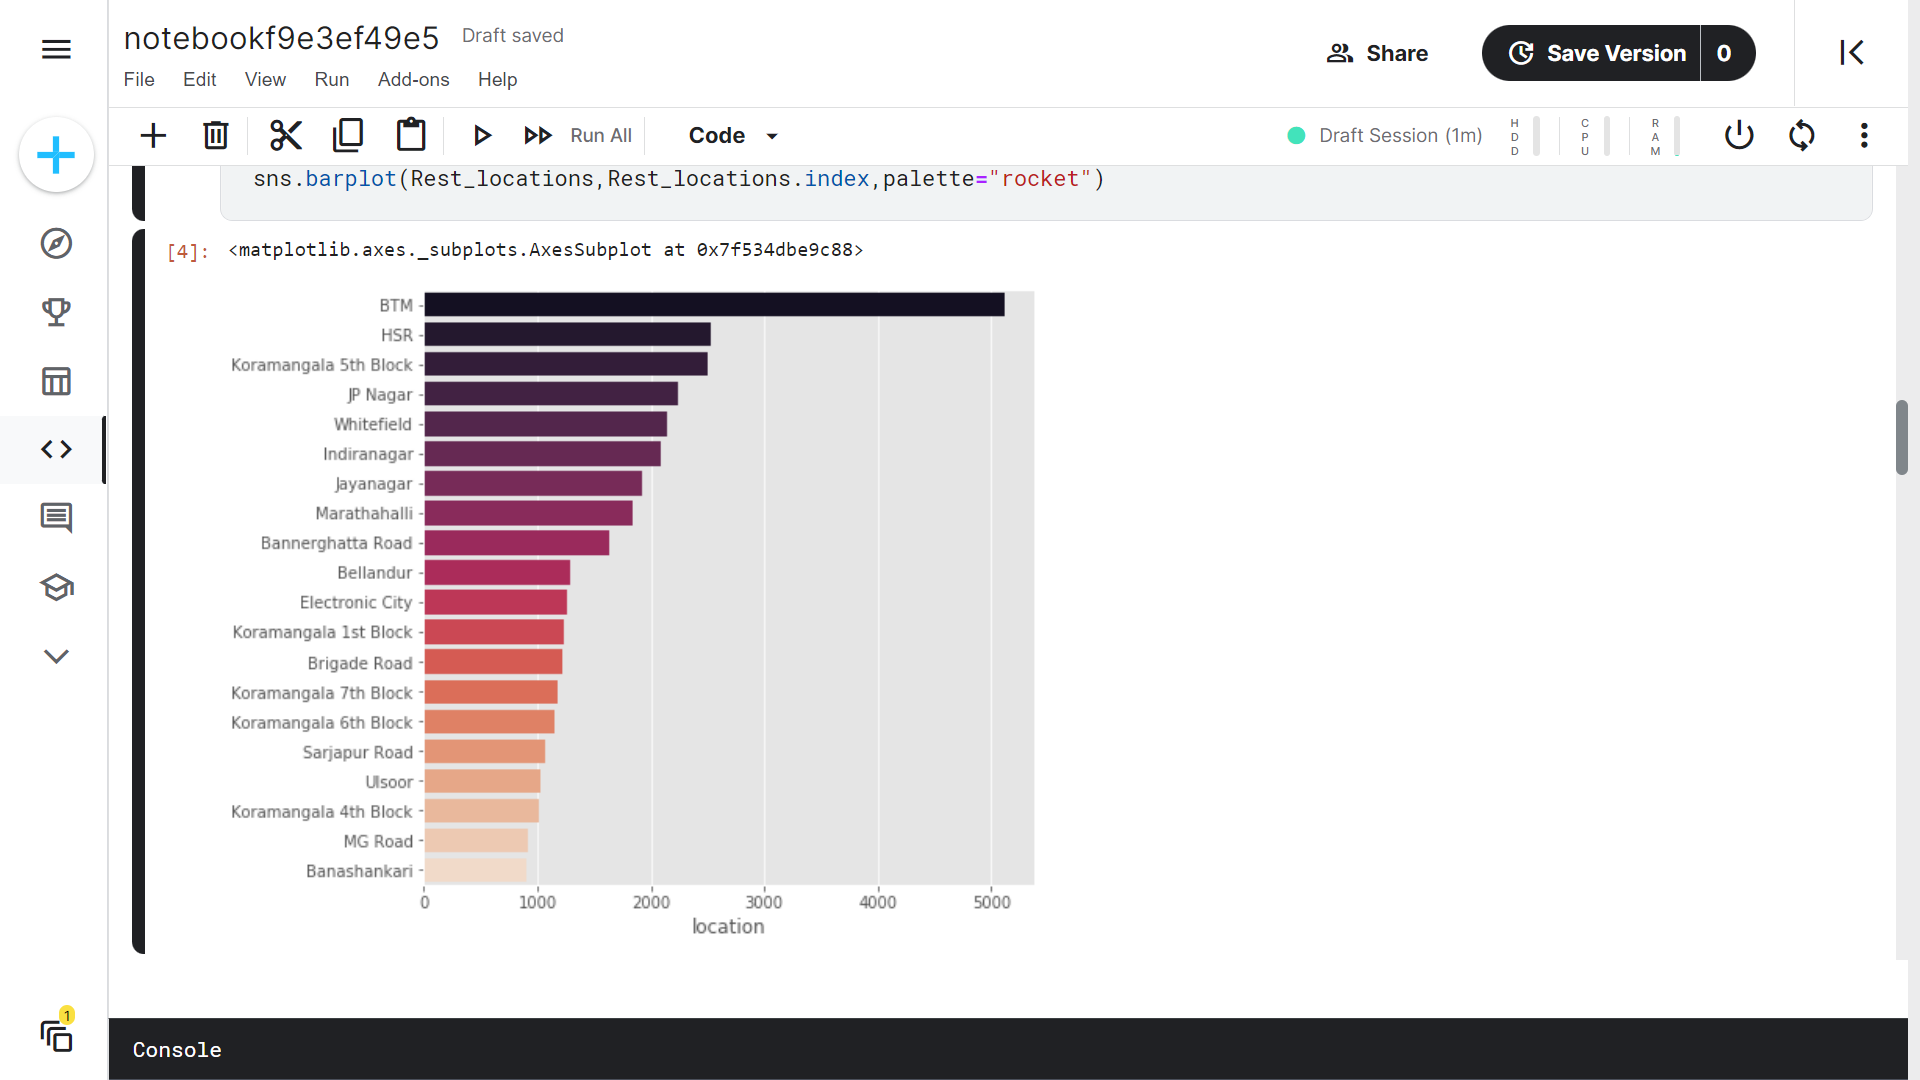 notebookf9e3ef49e5 Draft saved
Share
Save Version 0
File Edit View Run Add-ons Help
Run All Code Draft Session (1m) HDD CPU RAM
sns.barplot(Rest_locations,Rest_locations.index,palette="rocket")
[4]: <matplotlib.axes._subplots.AxesSubplot at 0x7f534dbe9c88>
BTM
HSR
Koramangala 5th Block
JP Nagar
Whitefield
Indiranagar
Jayanagar
Marathahalli
Bannerghatta Road
Bellandur
Electronic City
Koramangala 1st Block
Brigade Road
Koramangala 7th Block
Koramangala 6th Block
Sarjapur Road
Ulsoor
Koramangala 4th Block
MG Road
Banashankari
0 1000 2000 3000 4000 5000
location
1
Console